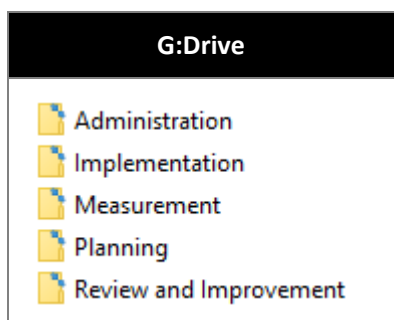 G:Drive
Administration
Implementation
Measurement
Planning
Review and Improvement